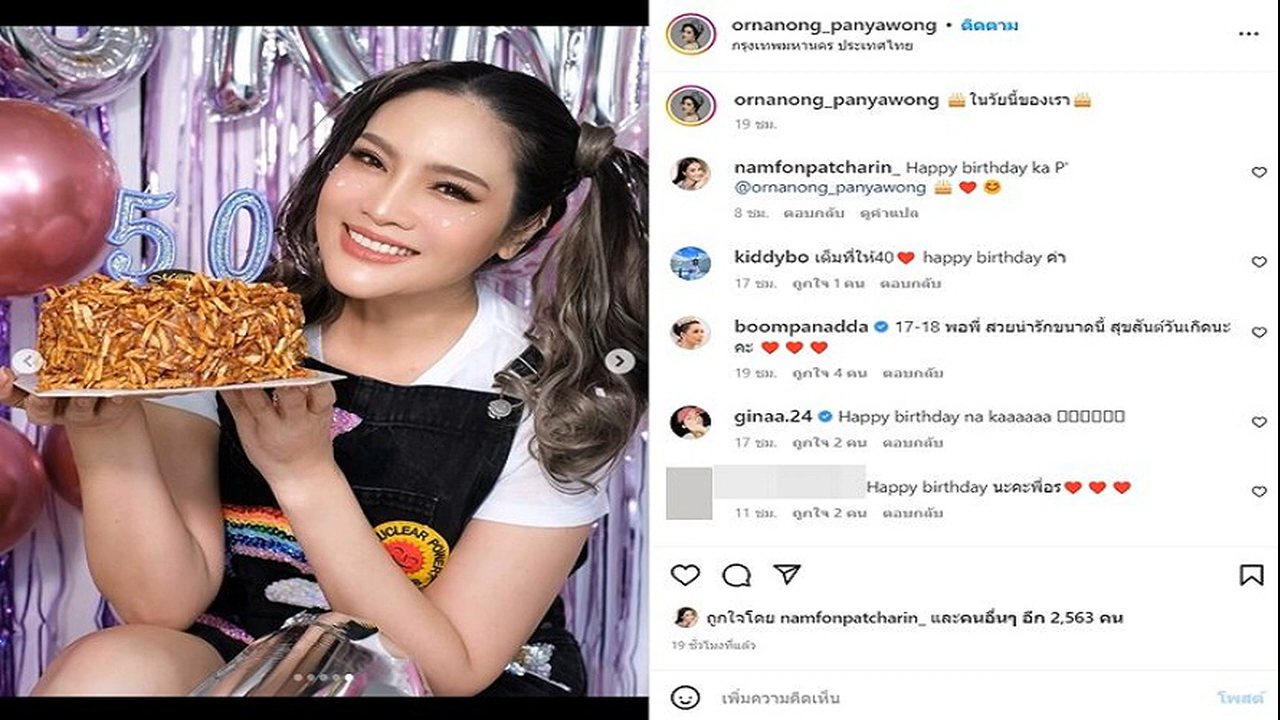 50
UCLEAR POWER
ornanong_panyawong • ติดตาม
กรุงเทพมหานคร ประเทศไทย
ornanong_panyawong 🎂ในวัยนี้ของเรา🎂
19 ชม.
namfonpatcharin_ Happy birthday ka P'
@ornanong_panyawong 🎂 ❤️ 😊
8 ชม. ตอบกลับ ดูคำแปล
kiddybo เต็มที่ให้40❤️ happy birthday ค่า
17 ชม. ถูกใจ 1 คน ตอบกลับ
boompanadda 17-18 พอพี่ สวยน่ารักขนาดนี้ สุขสันต์วันเกิดนะ
คะ ❤️ ❤️ ❤️
19 ชม. ถูกใจ 4 คน ตอบกลับ
ginaa.24 Happy birthday na kaaaaaa
17 ชม. ถูกใจ 2 คน ตอบกลับ
Happy birthday นะคะพี่อร❤️ ❤️ ❤️
11 ชม. ถูกใจ 2 คน ตอบกลับ
ถูกใจโดย namfonpatcharin_ และคนอื่นๆ อีก 2,563 คน
19 ชั่วโมงที่แล้ว
เพิ่มความคิดเห็น
โพสต์